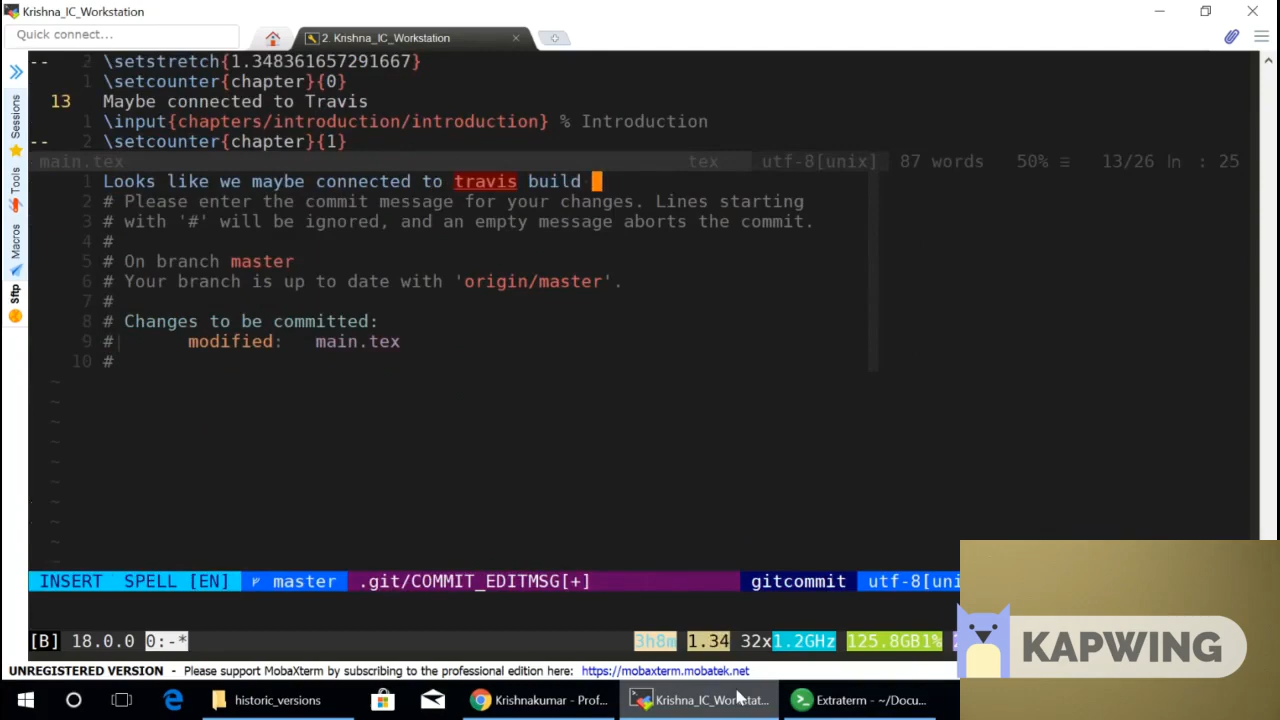 Krishna_IC_Workstation
Quick connect...
2. Krishna_IC_Workstation
Sessions
Tools
Macros
Sftp
-- 2 \setstretch{1.348361657291667}
1 \setcounter{chapter}{0}
13 Maybe connected to Travis
1 \input{chapters/introduction/introduction} % Introduction
-- 2 \setcounter{chapter}{1}
main.tex tex utf-8[unix] 87 words 50% ≡ 13/26 ln : 25
1 Looks like we maybe connected to travis build
2 # Please enter the commit message for your changes. Lines starting
3 # with '#' will be ignored, and an empty message aborts the commit.
4 #
5 # On branch master
6 # Your branch is up to date with 'origin/master'.
7 #
8 # Changes to be committed:
9 # modified: main.tex
10 #
~
~
~
~
~
~
~
~
~
~
INSERT SPELL [EN] master .git/COMMIT_EDITMSG[+] gitcommit utf-8[uni
[B] 18.0.0 0:-* 3h8m 1.34 32x1.2GHz 125.8GB1%
KAPWING
UNREGISTERED VERSION - Please support MobaXterm by subscribing to the professional edition here: https://mobaxterm.mobatek.net
historic_versions
Krishnakumar - Prof...
Krishna_IC_Workstat...
Extraterm - ~/Docu...